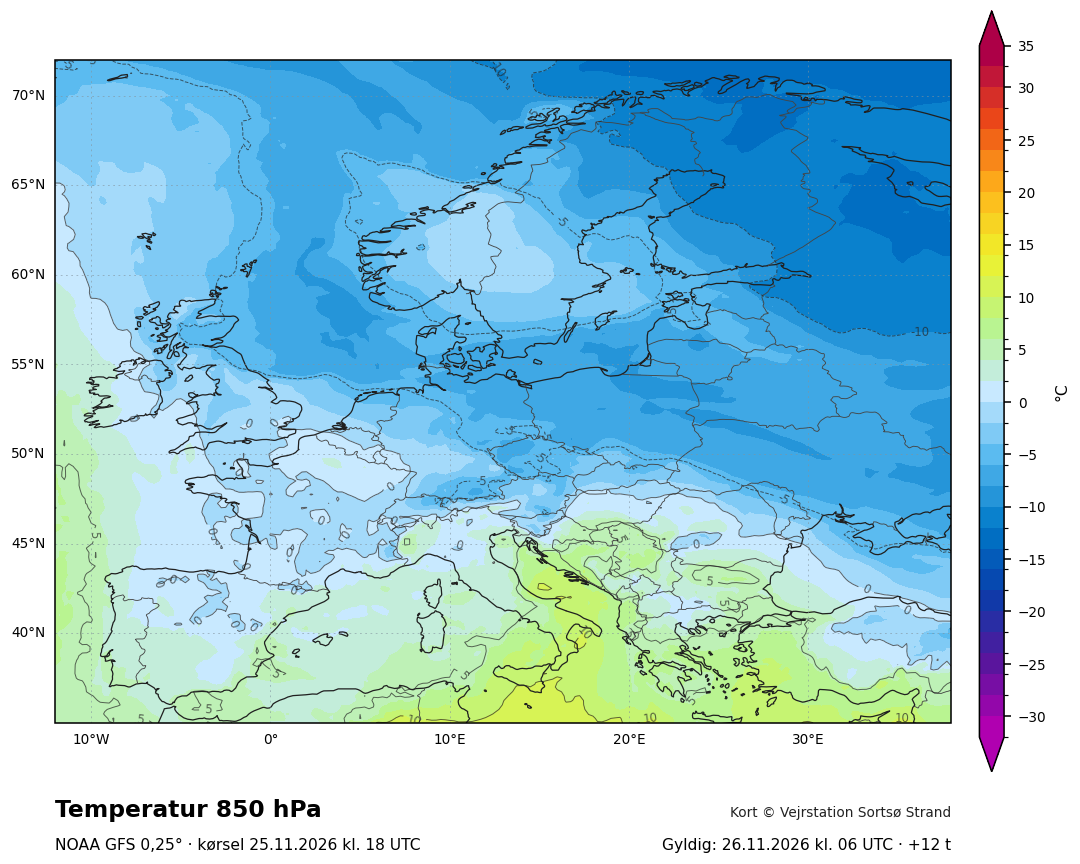 35
30
25
20
15
10
5
0
−5
−10
−15
−20
−25
−30
°C
70°N
65°N
60°N
55°N
50°N
45°N
40°N
10°W
0°
10°E
20°E
30°E
Temperatur 850 hPa
Kort © Vejrstation Sortsø Strand
NOAA GFS 0,25° · kørsel 25.11.2026 kl. 18 UTC
Gyldig: 26.11.2026 kl. 06 UTC · +12 t